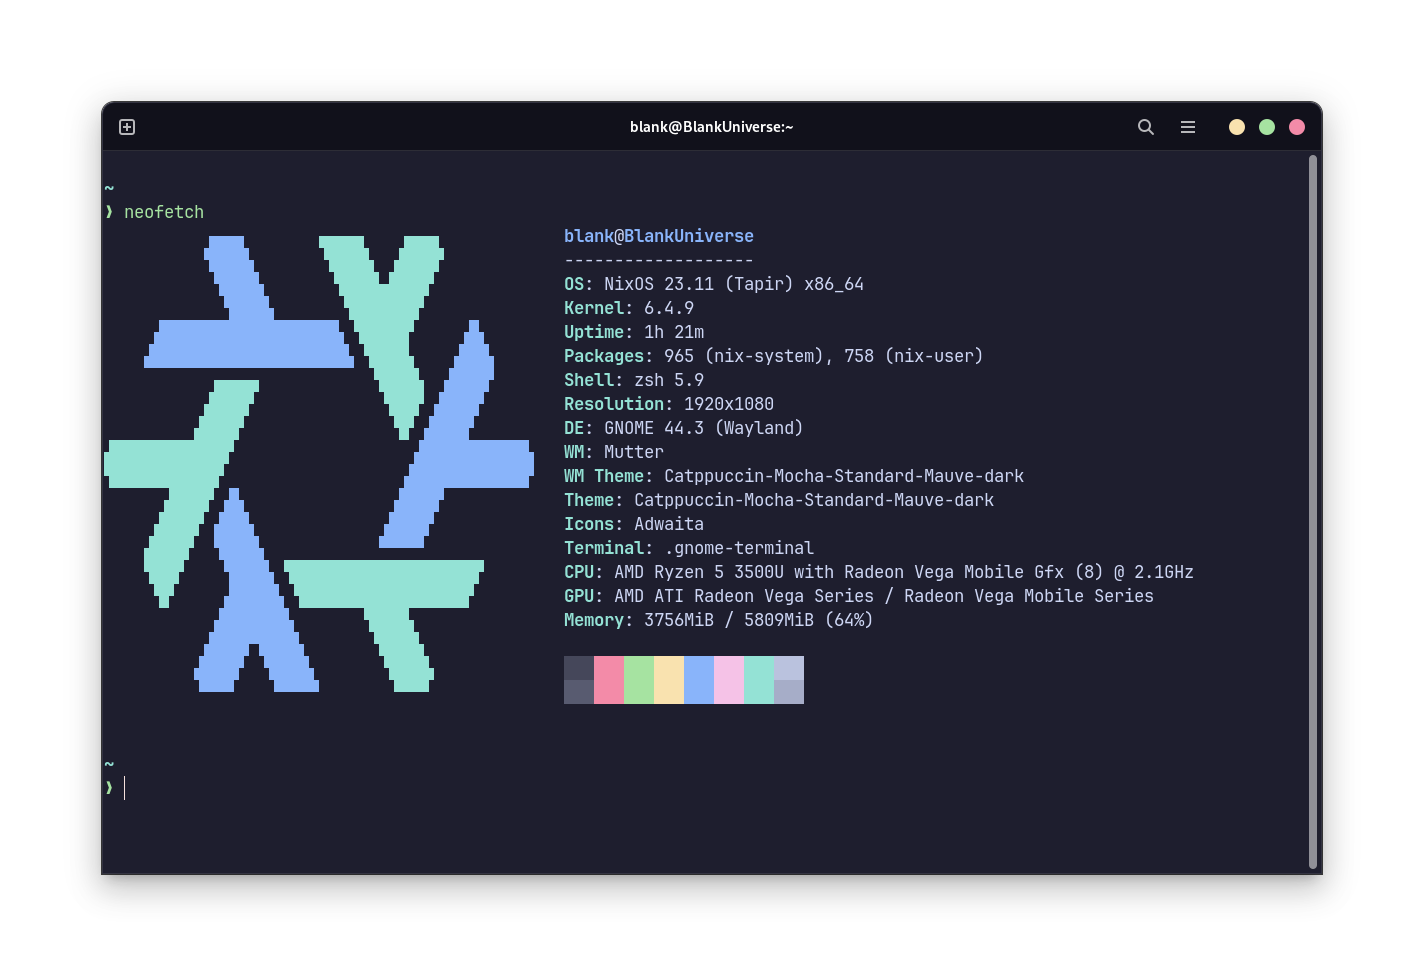 blank@BlankUniverse:~
~
❯ neofetch
blank@BlankUniverse
-------------------
OS: NixOS 23.11 (Tapir) x86_64
Kernel: 6.4.9
Uptime: 1h 21m
Packages: 965 (nix-system), 758 (nix-user)
Shell: zsh 5.9
Resolution: 1920x1080
DE: GNOME 44.3 (Wayland)
WM: Mutter
WM Theme: Catppuccin-Mocha-Standard-Mauve-dark
Theme: Catppuccin-Mocha-Standard-Mauve-dark
Icons: Adwaita
Terminal: .gnome-terminal
CPU: AMD Ryzen 5 3500U with Radeon Vega Mobile Gfx (8) @ 2.1GHz
GPU: AMD ATI Radeon Vega Series / Radeon Vega Mobile Series
Memory: 3756MiB / 5809MiB (64%)
~
❯